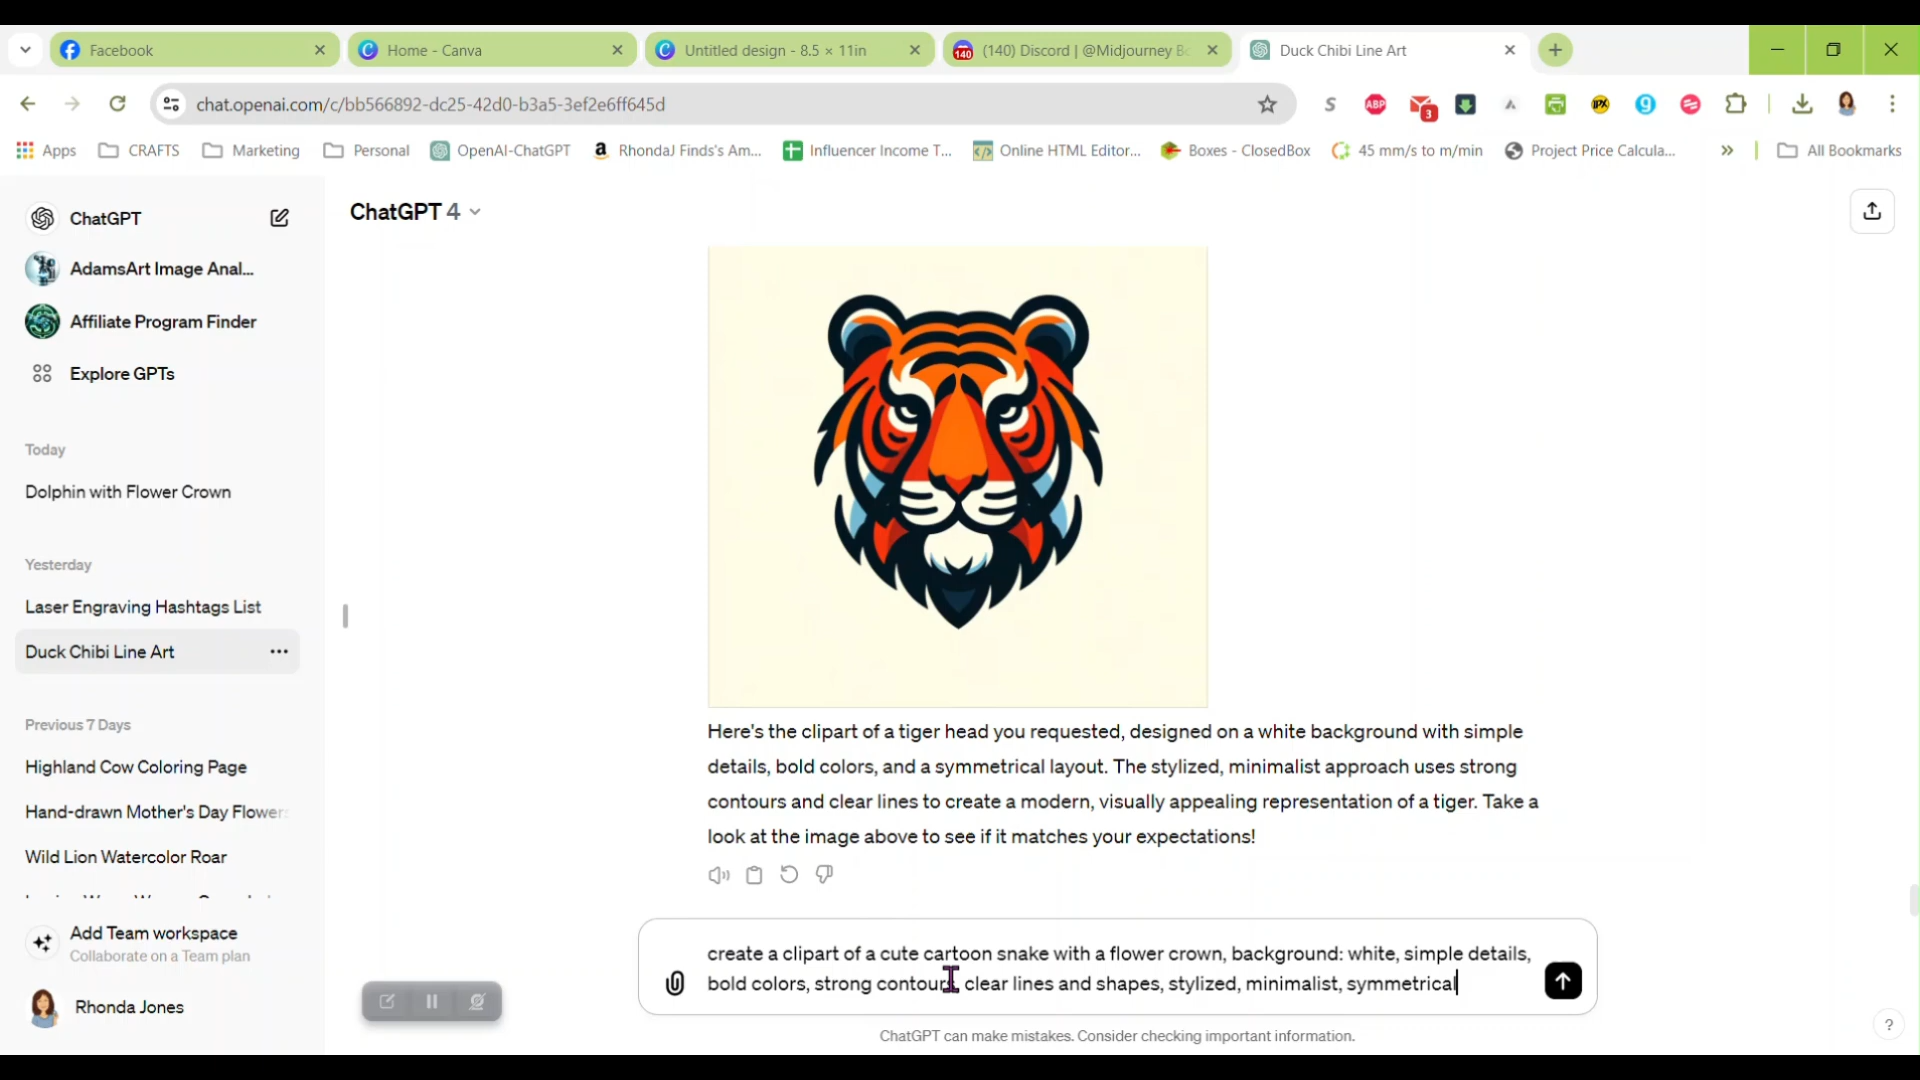 Facebook
Home - Canva
Untitled design - 8.5 × 11in
140
(140) Discord | @Midjourney B
Duck Chibi Line Art
chat.openai.com/c/bb566892-dc25-42d0-b3a5-3ef2e6ff645d
S
ABP
3
A
IPX
Apps
CRAFTS
Marketing
Personal
OpenAI-ChatGPT
RhondaJ Finds's Am...
Influencer Income T...
Online HTML Editor...
Boxes - ClosedBox
45 mm/s to m/min
Project Price Calcula...
»
All Bookmarks
ChatGPT
AdamsArt Image Anal...
Affiliate Program Finder
Explore GPTs
Today
Dolphin with Flower Crown
Yesterday
Laser Engraving Hashtags List
Duck Chibi Line Art
Previous 7 Days
Highland Cow Coloring Page
Hand-drawn Mother's Day Flower
Wild Lion Watercolor Roar
Add Team workspace
Collaborate on a Team plan
Rhonda Jones
ChatGPT 4
Here's the clipart of a tiger head you requested, designed on a white background with simple
details, bold colors, and a symmetrical layout. The stylized, minimalist approach uses strong
contours and clear lines to create a modern, visually appealing representation of a tiger. Take a
look at the image above to see if it matches your expectations!
create a clipart of a cute cartoon snake with a flower crown, background: white, simple details,
bold colors, strong contours, clear lines and shapes, stylized, minimalist, symmetrical
ChatGPT can make mistakes. Consider checking important information.
?